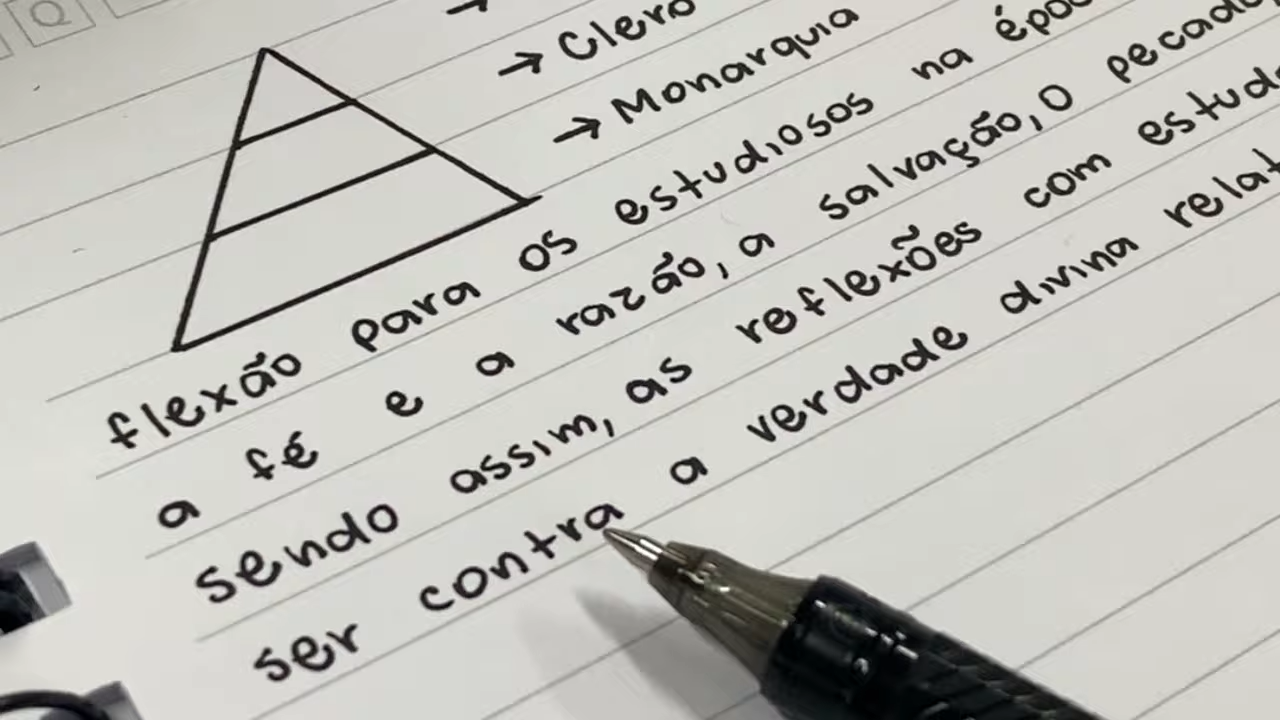 → Clero
→ Monarquia
flexão para os estudiosos na
a fé e a razão, a salvação, o
sendo assim, as reflexões com
ser contra a verdade divina